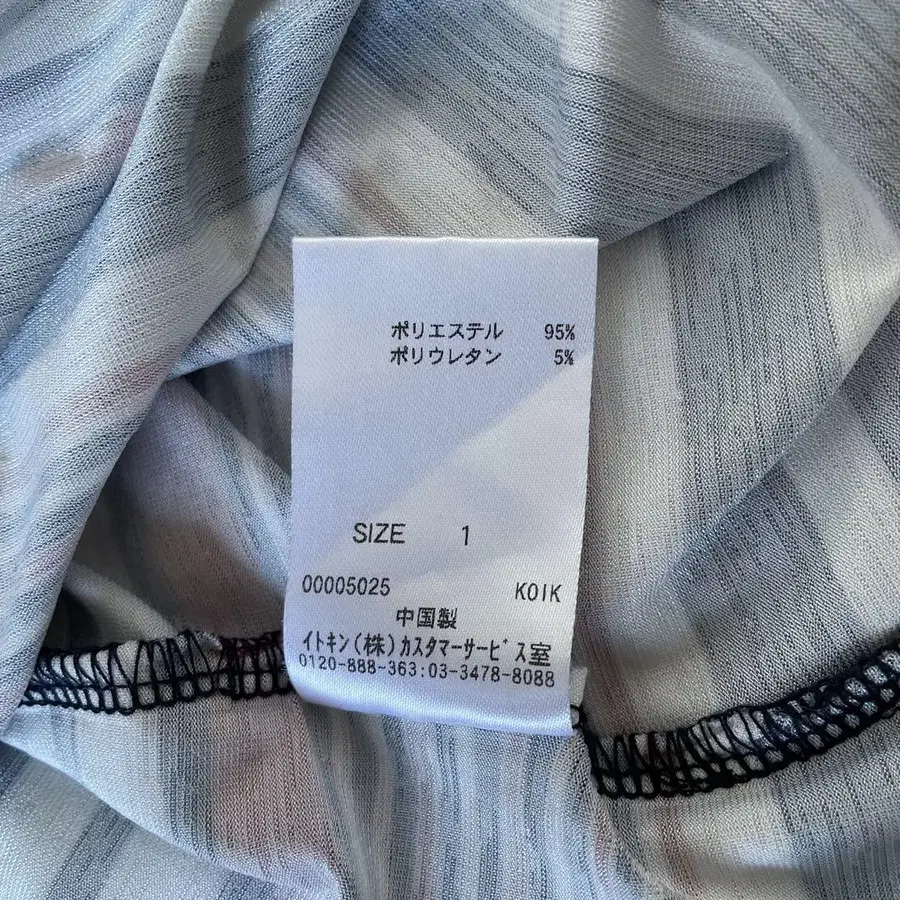 ポリエステル 95%
ポリウレタン 5%
SIZE 1
00005025 K01K
中国製
イトキン(株)カスタマーサービス室
0120-888-363:03-3478-8088